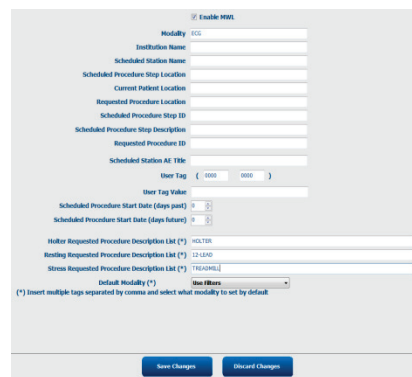 Enable MWL
Modality ECG
Institution Name
Scheduled Station Name
Scheduled Procedure Step Location
Current Patient Location
Requested Procedure Location
Scheduled Procedure Step ID
Scheduled Procedure Step Description
Requested Procedure ID
Scheduled Station AE Title
User Tag ( 0000 0000 )
User Tag Value
Scheduled Procedure Start Date (days past) 0
Scheduled Procedure Start Date (days future) 0
Holter Requested Procedure Description List (*) HOLTER
Resting Requested Procedure Description List (*) 12-LEAD
Stress Requested Procedure Description List (*) TREADMILL
Default Modality (*) Use Filters
(*) Insert multiple tags separated by comma and select what modality to set by default
Save Changes Discard Changes